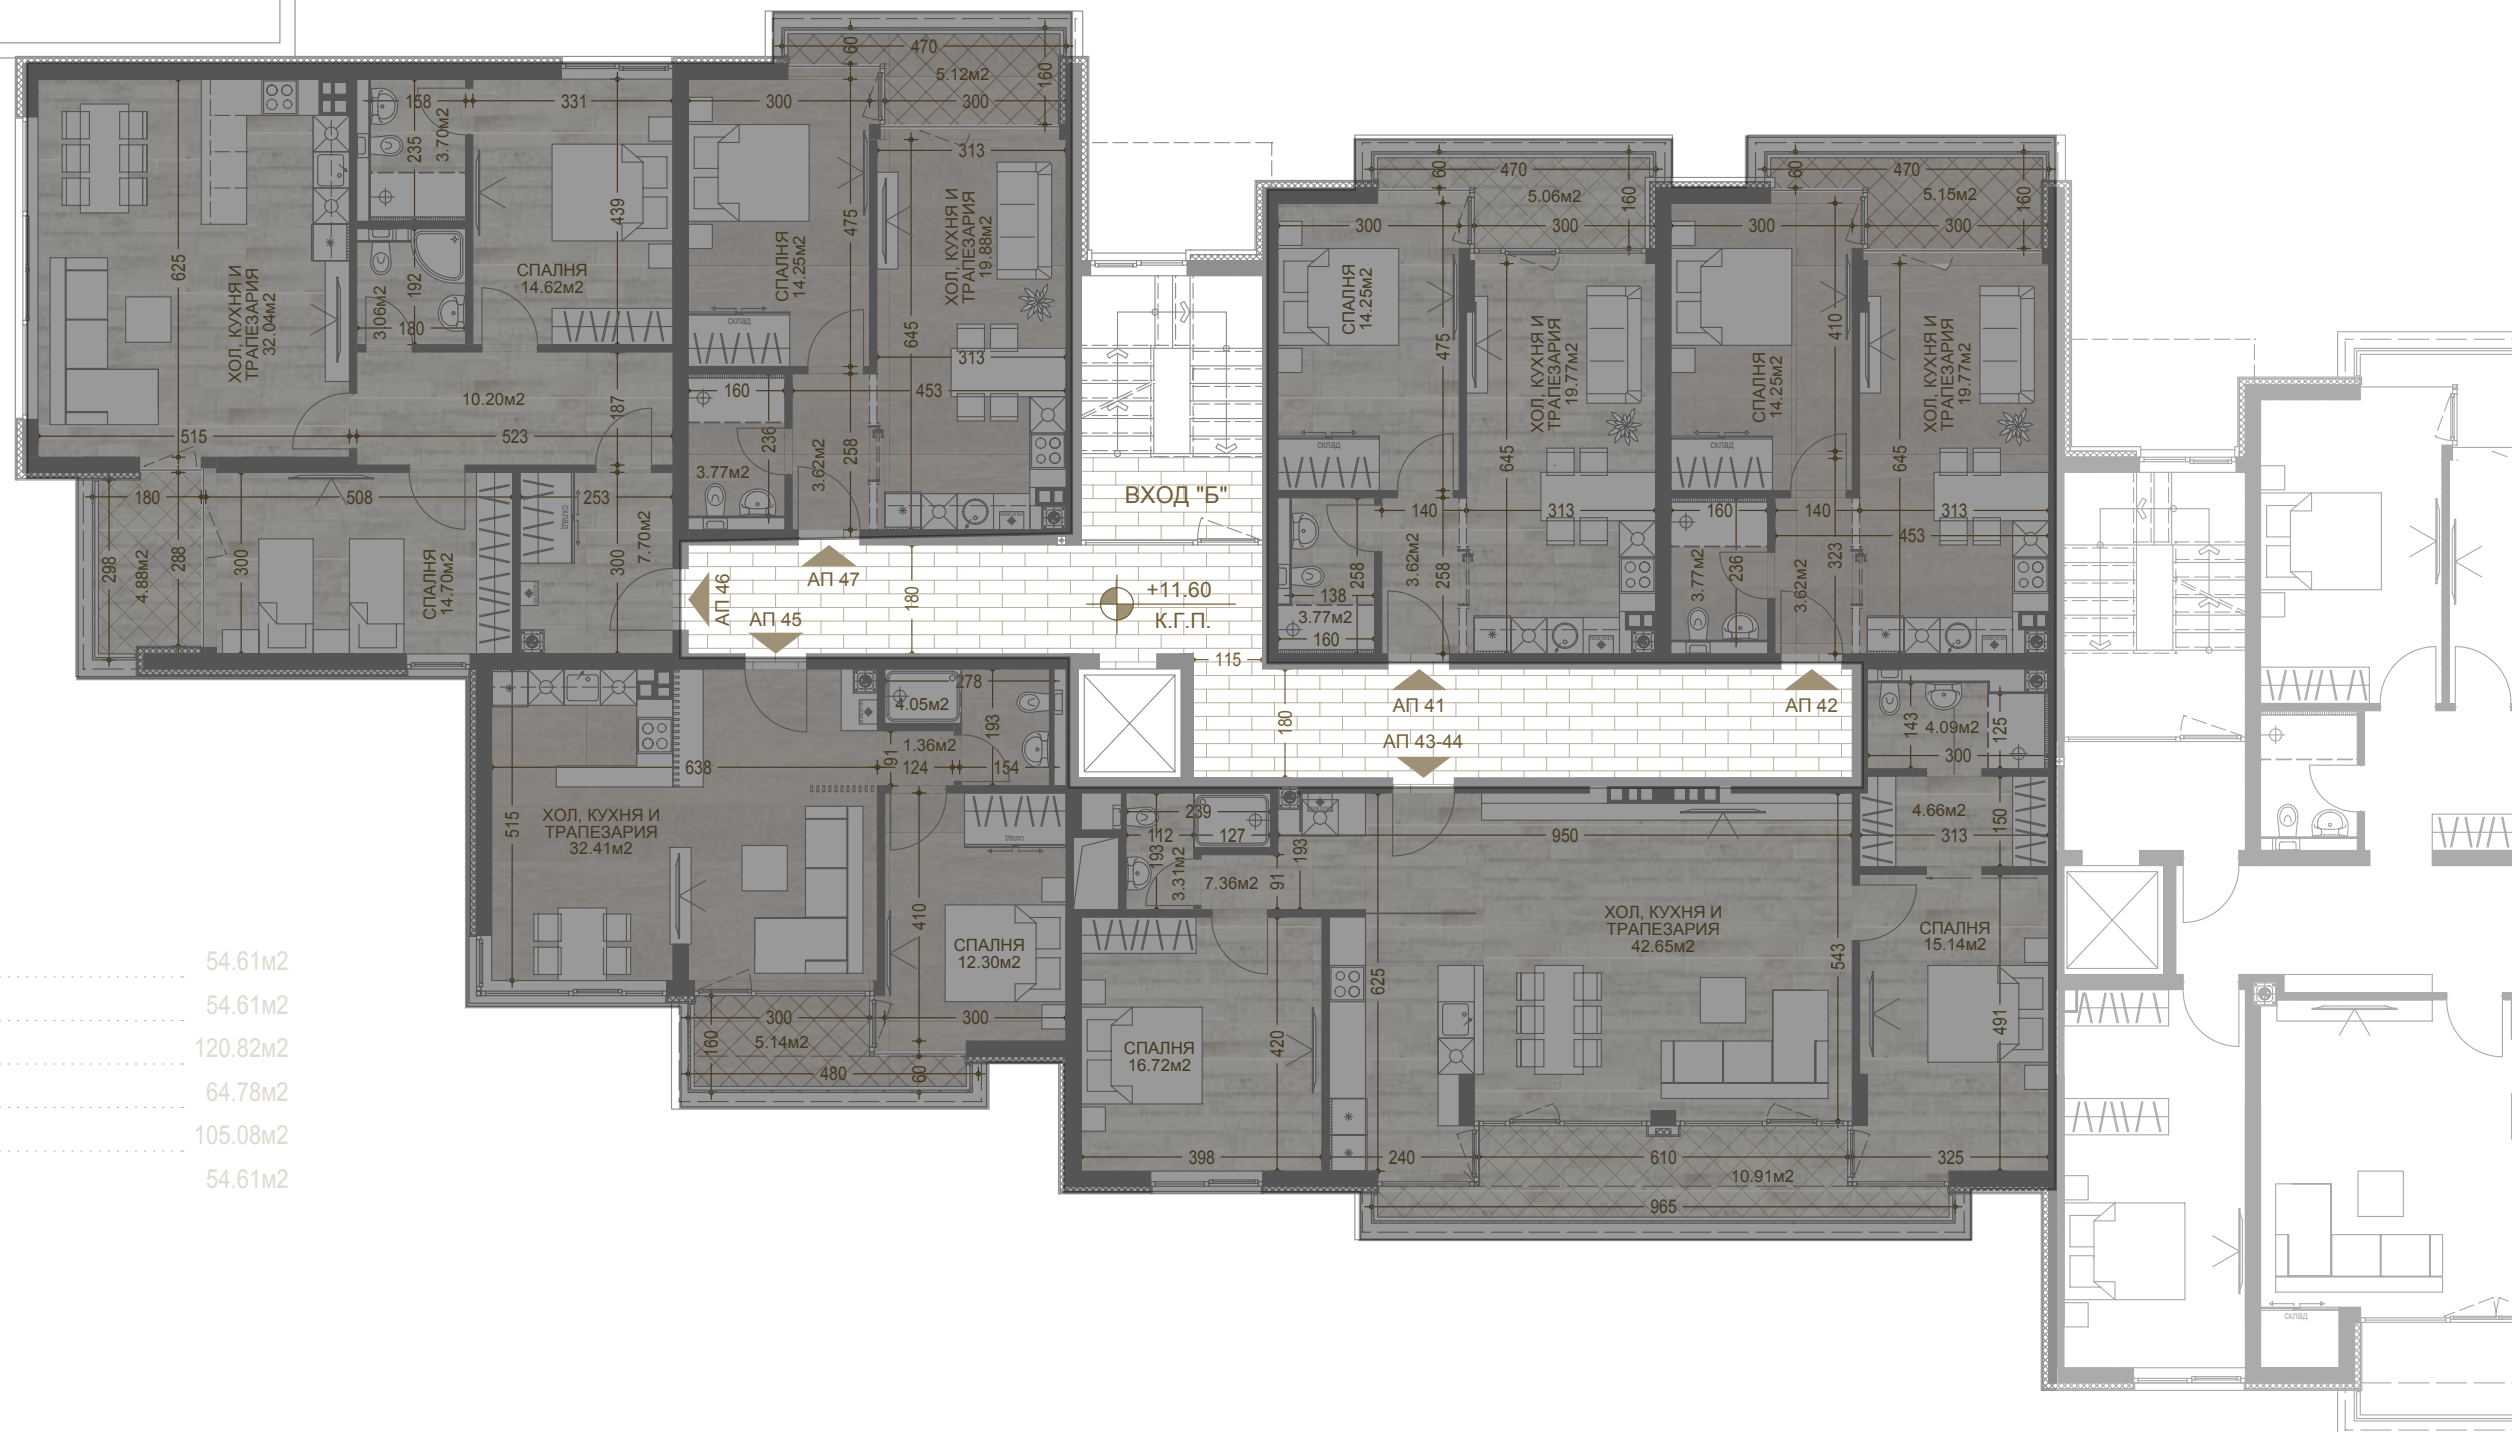 470
60
5.12м2
160
300
300
158
331
3.70м2
235
439
625
475
313
СПАЛНЯ
14.25м2
ХОЛ, КУХНЯ И
ТРАПЕЗАРИЯ
19.88м2
СПАЛНЯ
14.62м2
192
3.06м2
180
ХОЛ, КУХНЯ И
ТРАПЕЗАРИЯ
32.04м2
склад
645
313
10.20м2
187
160
453
515
523
236
3.77м2
3.62м2
258
180
508
253
склад
298
4.88м2
288
300
СПАЛНЯ
14.70м2
300
7.70м2
ВХОД "Б"
АП 47
АП 46
АП 45
180
+11.60
К.Г.П.
115
470
60
5.06м2
160
300
300
СПАЛНЯ
14.25м2
475
ХОЛ, КУХНЯ И
ТРАПЕЗАРИЯ
19.77м2
склад
645
140
313
258
138
3.77м2
160
3.62м2
258
470
60
5.15м2
160
300
300
410
СПАЛНЯ
14.25м2
ХОЛ, КУХНЯ И
ТРАПЕЗАРИЯ
19.77м2
склад
645
160
140
313
453
3.77м2
236
3.62м2
323
180
АП 41
АП 42
АП 43-44
278
4.05м2
193
1.36м2
91
638
124
154
515
ХОЛ, КУХНЯ И
ТРАПЕЗАРИЯ
32.41м2
склад
410
СПАЛНЯ
12.30м2
300
300
160
5.14м2
480
60
239
112
127
193
3.31м2
7.36м2
91
193
950
143
4.09м2
125
300
4.66м2
150
313
ХОЛ, КУХНЯ И
ТРАПЕЗАРИЯ
42.65м2
543
СПАЛНЯ
15.14м2
625
491
СПАЛНЯ
16.72м2
420
398
240
610
325
10.91м2
965
54.61м2
54.61м2
120.82м2
64.78м2
105.08м2
54.61м2
склад